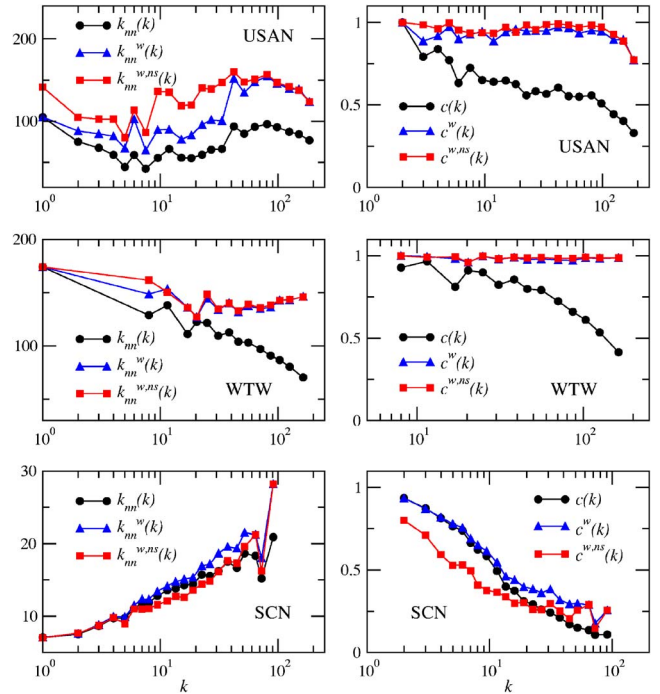 200
100
10^0
10^1
10^2
k_nn(k)
k_nn^w(k)
k_nn^w,ns(k)
USAN
1
0.5
0
10^0
10^1
10^2
c(k)
c^w(k)
c^w,ns(k)
USAN
200
100
10^0
10^1
10^2
k_nn(k)
k_nn^w(k)
k_nn^w,ns(k)
WTW
1
0.5
0
10^1
10^2
c(k)
c^w(k)
c^w,ns(k)
WTW
30
20
10
10^0
10^1
10^2
k_nn(k)
k_nn^w(k)
k_nn^w,ns(k)
SCN
k
1
0.5
0
10^0
10^1
10^2
c(k)
c^w(k)
c^w,ns(k)
SCN
k